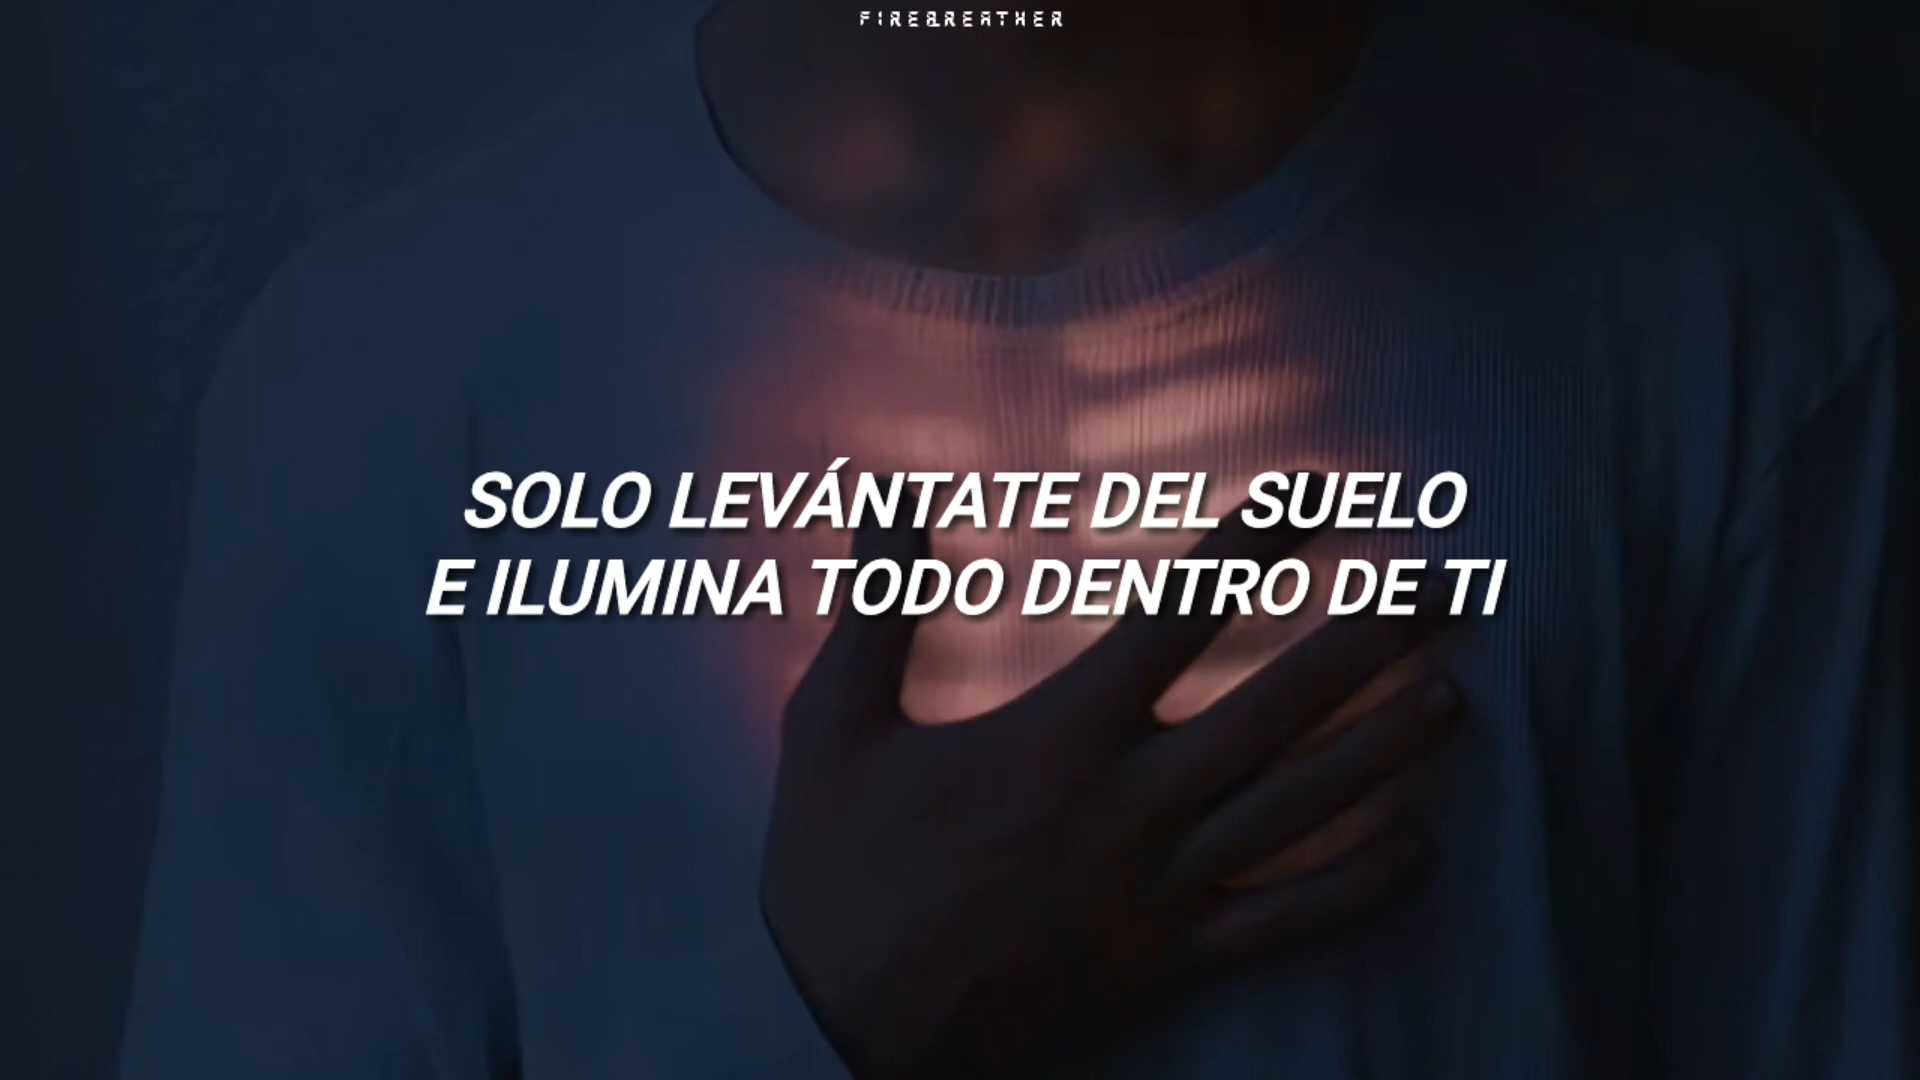 FIREBREATHER
SOLO LEVÁNTATE DEL SUELO
E ILUMINA TODO DENTRO DE TI